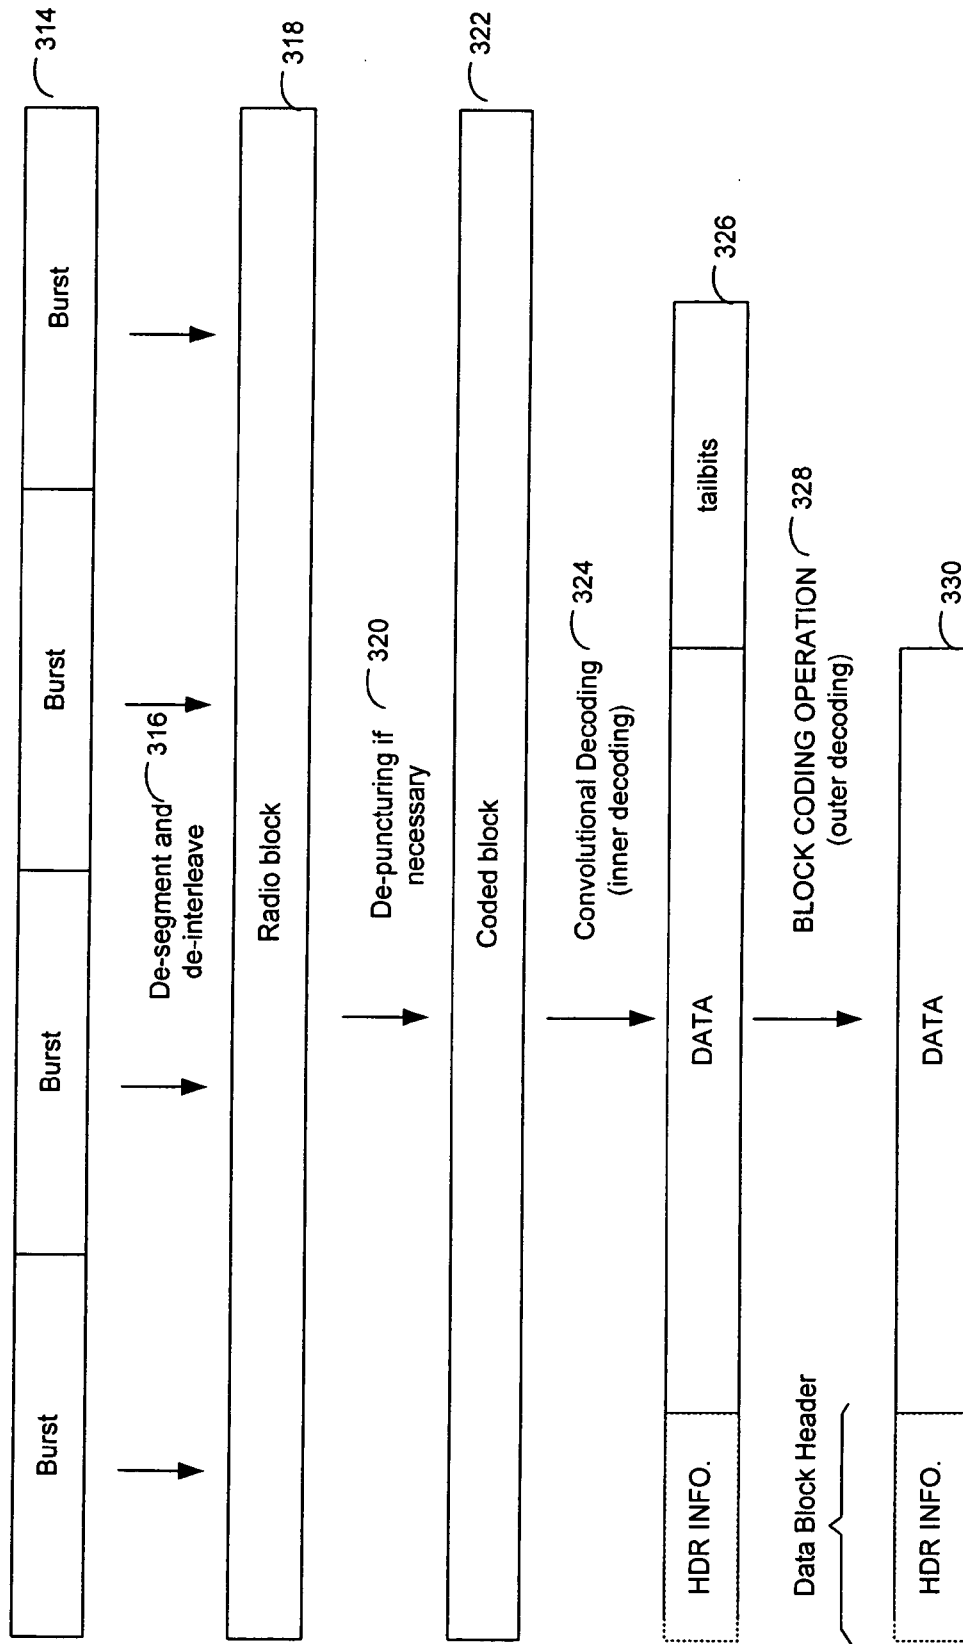 Burst
Burst
Burst
Burst
314
De-segment and
de-interleave
316
Radio block
318
De-puncturing if
necessary
320
Coded block
322
Convolutional Decoding
(inner decoding)
324
HDR INFO.
DATA
tailbits
326
Data Block Header
BLOCK CODING OPERATION
(outer decoding)
328
HDR INFO.
DATA
330